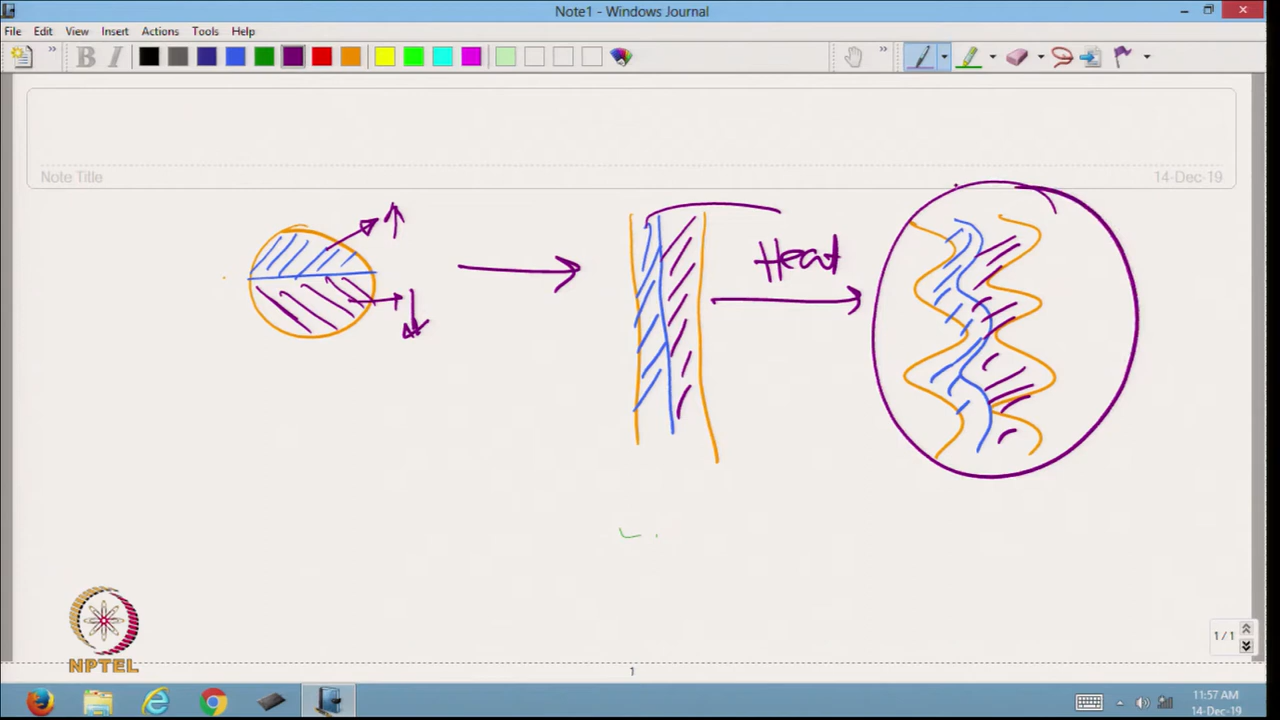 Note1 - Windows Journal
File Edit View Insert Actions Tools Help
B I
Note Title
14-Dec-19
Heat
NPTEL
1/1
1
11:57 AM
14-Dec-19